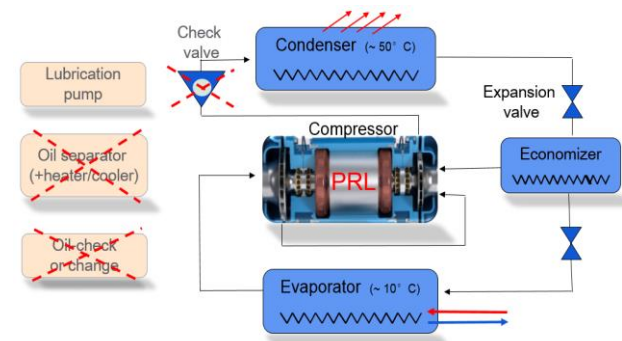 Check
valve
Condenser (~ 50° C)
Lubrication
pump
Expansion
valve
Compressor
Oil separator
(+heater/cooler)
PRL
Economizer
Oil-check
or change
Evaporator (~ 10° C)